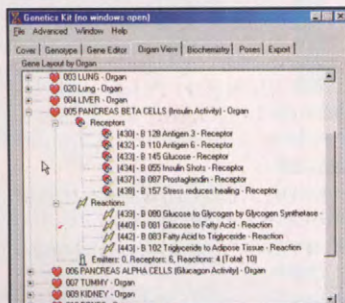 Genetics Kit (no windows open)
File Advanced Window Help
Cover Genotype Gene Editor Organ View Biochemistry Poses Export
Gene Layout by Organ
003 LUNG - Organ
020 Lung - Organ
004 LIVER - Organ
005 PANCREAS BETA CELLS (Insulin Activity) - Organ
Receptors
[430] - B 128 Antigen 3 - Receptor
[432] - B 110 Antigen 6 - Receptor
[433] - B 145 Glucose - Receptor
[434] - B 055 Insulin Shots - Receptor
[437] - B 097 Prostaglandin - Receptor
[438] - B 157 Stress reduces healing - Receptor
Reactions
[439] - B 080 Glucose to Glycogen by Glycogen Synthetase -
[440] - B 081 Glucose to Fatty Acid - Reaction
[442] - B 083 Fatty Acid to Triglyceride - Reaction
[443] - B 102 Triglyceride to Adipose Tissue - Reaction
Emitters: 0, Receptors: 6, Reactions: 4 (Total: 10)
006 PANCREAS ALPHA CELLS (Glucagon Activity) - Organ
007 TUMMY - Organ
009 KIDNEY - Organ